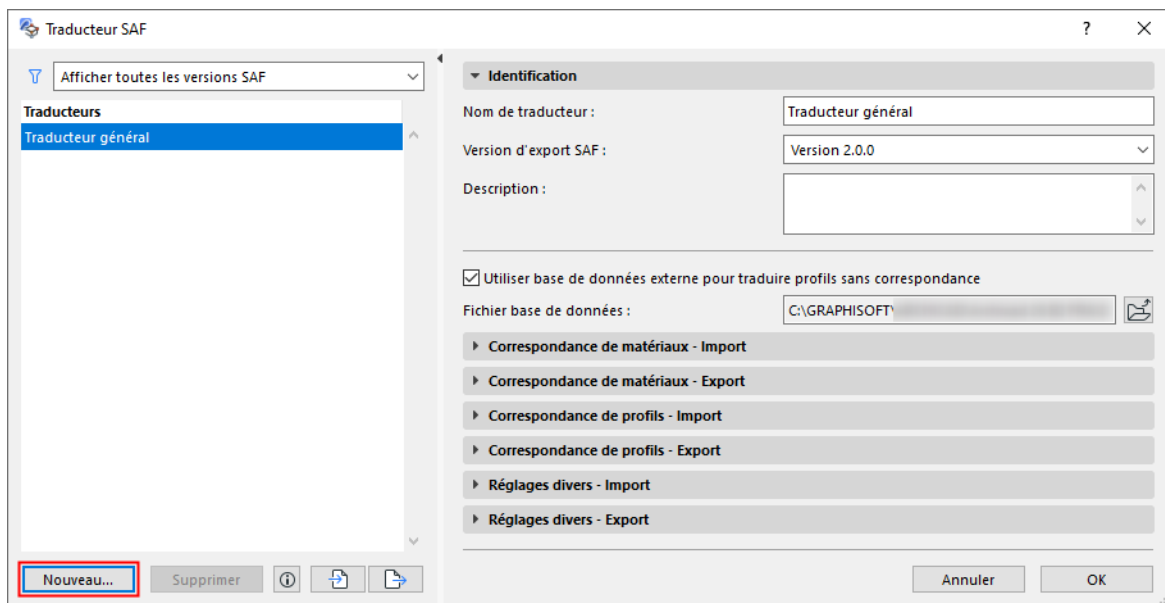 Traducteur SAF
?
Afficher toutes les versions SAF
Traducteurs
Traducteur général
Nouveau...
Supprimer
Identification
Nom de traducteur :
Traducteur général
Version d'export SAF :
Version 2.0.0
Description :
Utiliser base de données externe pour traduire profils sans correspondance
Fichier base de données :
C:\GRAPHISOFT\
Correspondance de matériaux - Import
Correspondance de matériaux - Export
Correspondance de profils - Import
Correspondance de profils - Export
Réglages divers - Import
Réglages divers - Export
Annuler
OK